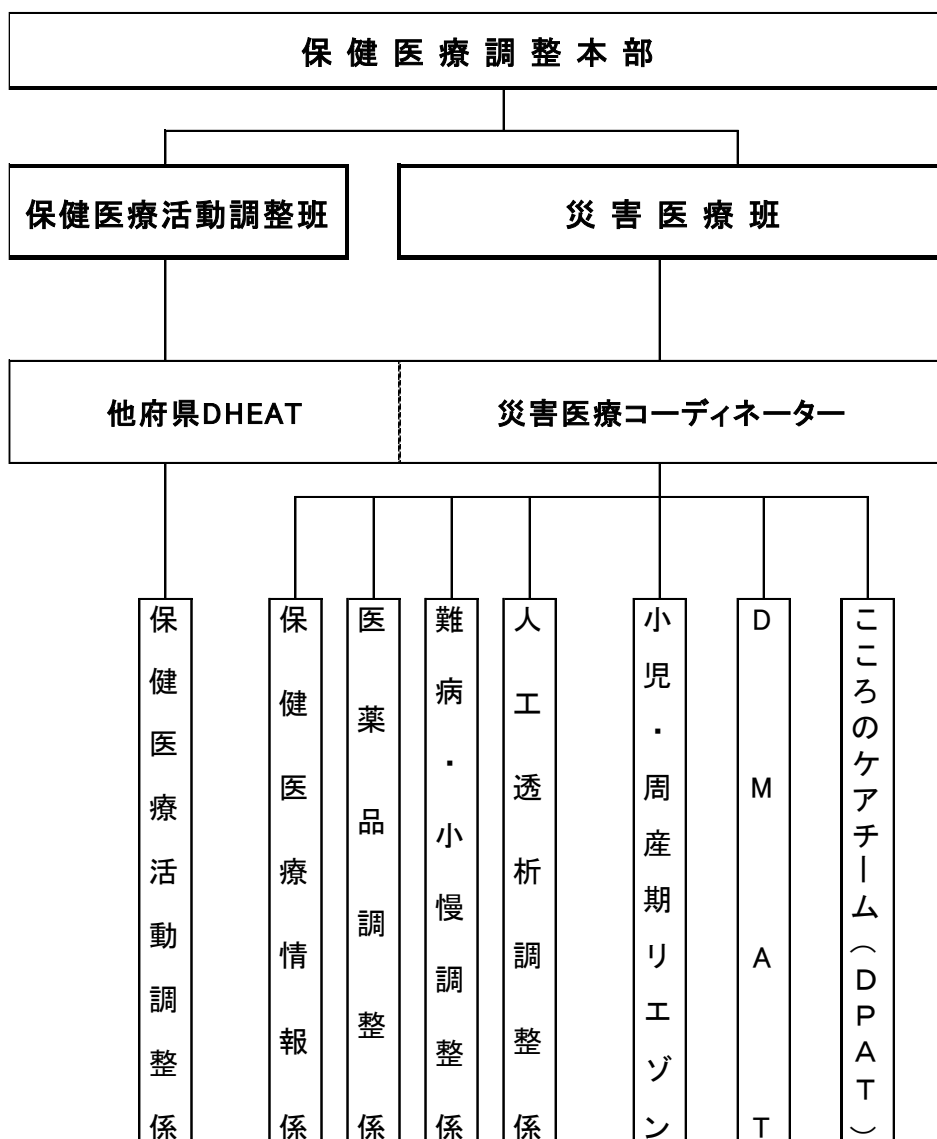 保健医療調整本部
保健医療活動調整班
災害医療班
他府県DHEAT
災害医療コーディネーター
保健医療活動調整係
保健医療情報係
医薬品調整係
難病・小慢調整係
人工透析調整係
小児・周産期リエゾン
DMAT
こころのケアチーム（DPAT）